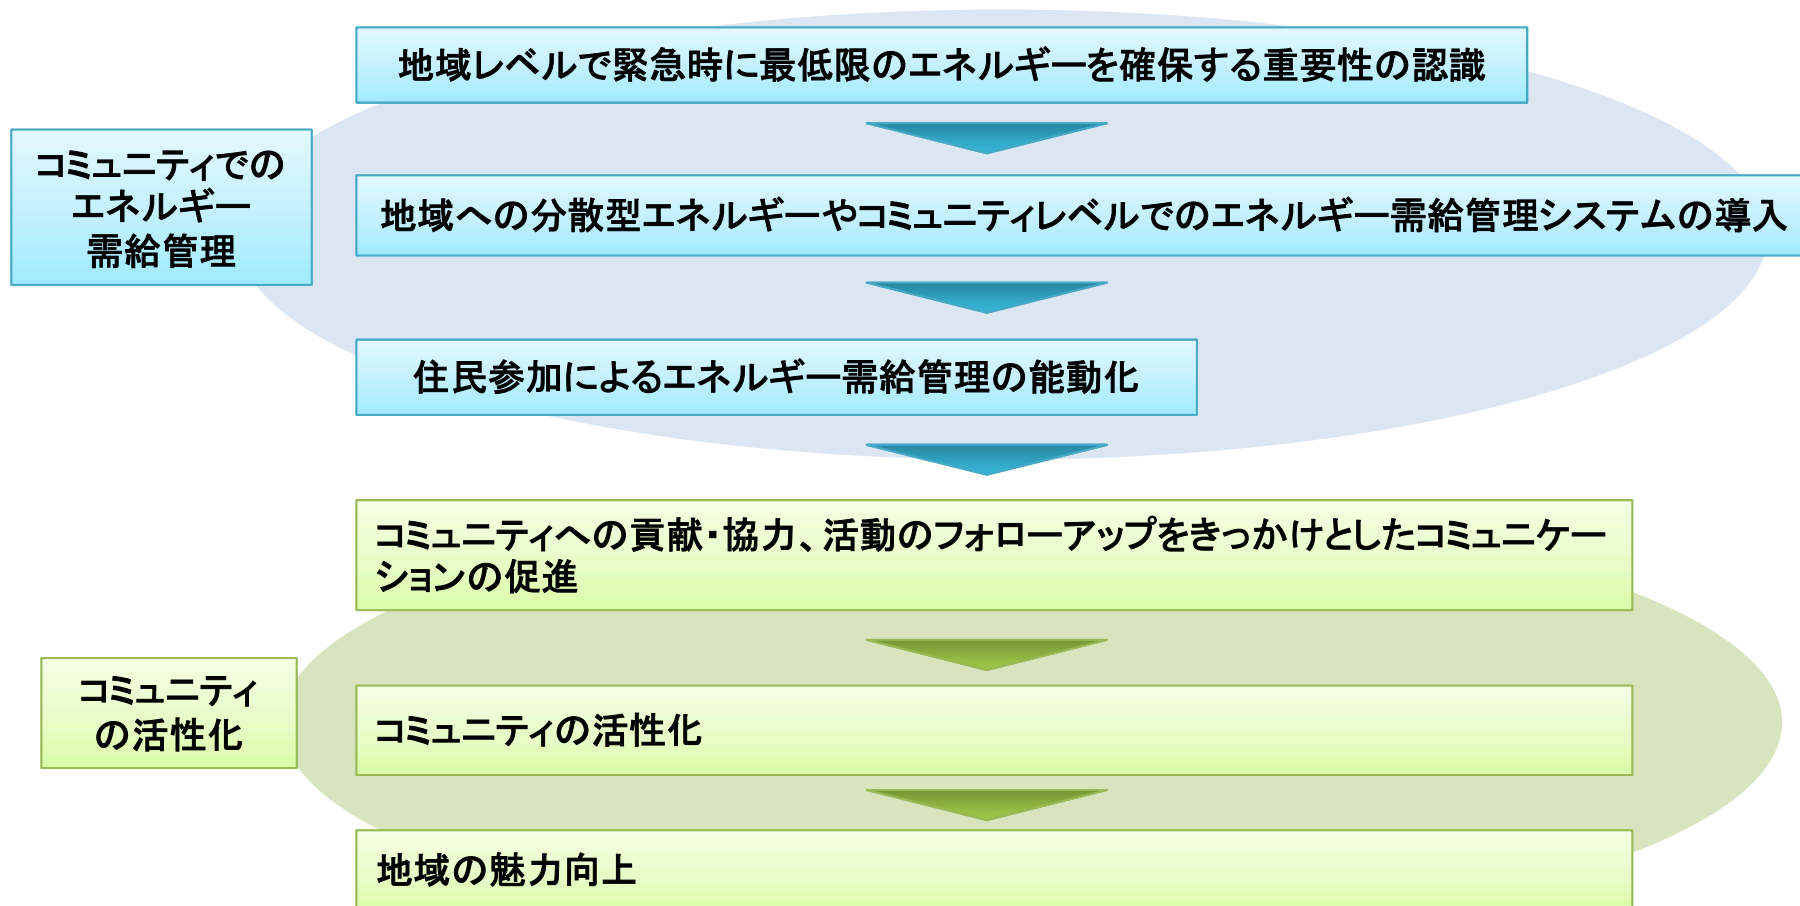 地域レベルで緊急時に最低限のエネルギーを確保する重要性の認識
コミュニティでの
エネルギー
需給管理
地域への分散型エネルギーやコミュニティレベルでのエネルギー需給管理システムの導入
住民参加によるエネルギー需給管理の能動化
コミュニティへの貢献・協力、活動のフォローアップをきっかけとしたコミュニケー
ションの促進
コミュニティ
の活性化
コミュニティの活性化
地域の魅力向上